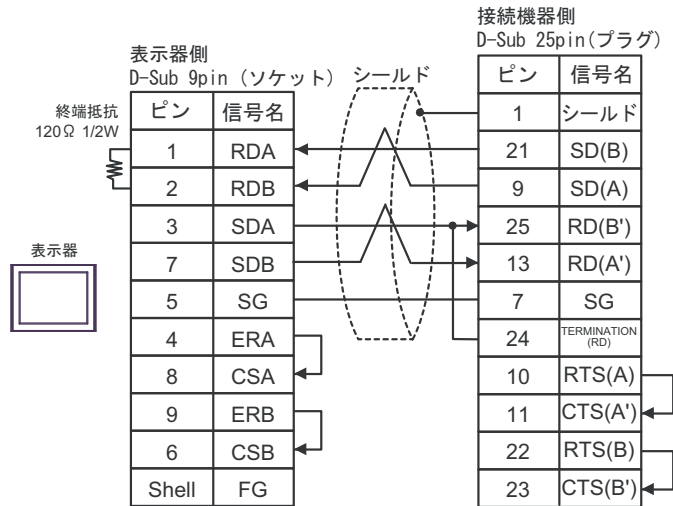 接続機器側
D-Sub 25pin(プラグ)
表示器側
D-Sub 9pin (ソケット)
シールド
終端抵抗
120Ω 1/2W
表示器
ピン 信号名
1 RDA
2 RDB
3 SDA
7 SDB
5 SG
4 ERA
8 CSA
9 ERB
6 CSB
Shell FG
ピン 信号名
1 シールド
21 SD(B)
9 SD(A)
25 RD(B')
13 RD(A')
7 SG
24 TERMINATION
(RD)
10 RTS(A)
11 CTS(A')
22 RTS(B)
23 CTS(B')